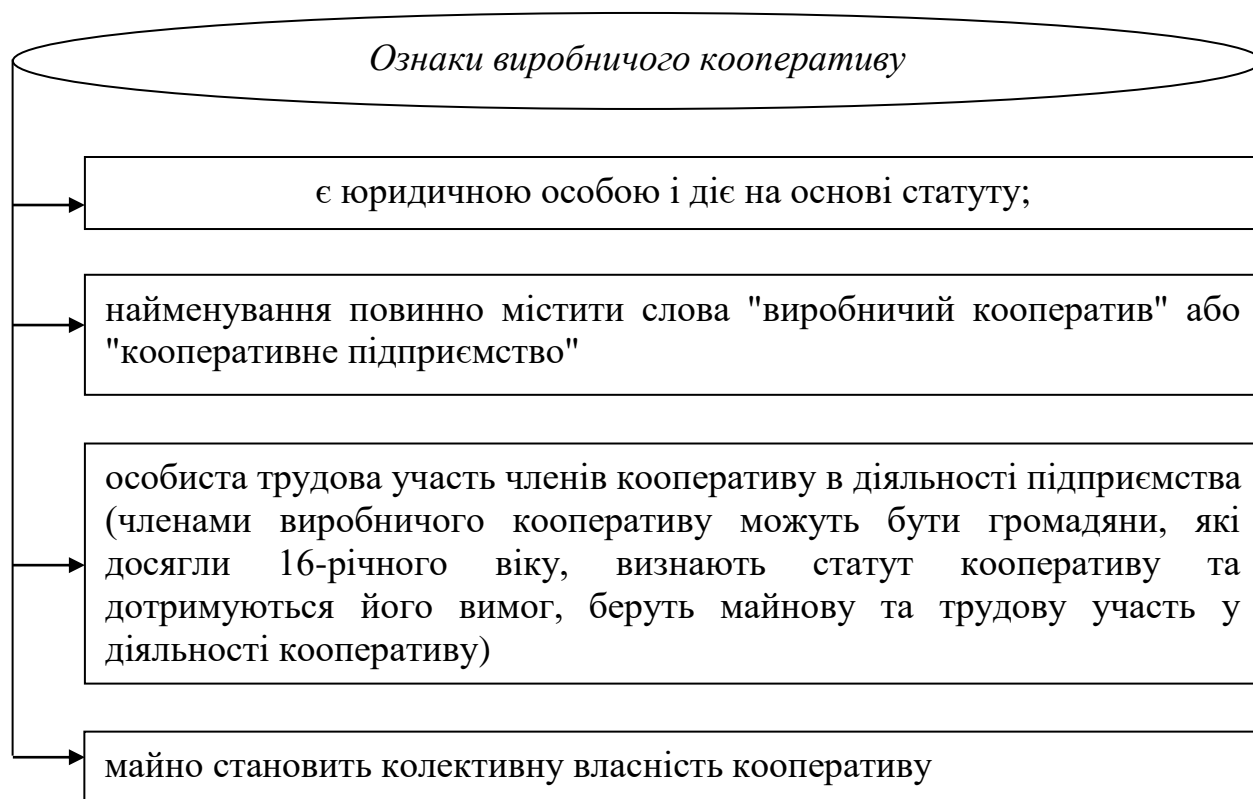 Ознаки виробничого кооперативу
є юридичною особою і діє на основі статуту;
найменування повинно містити слова "виробничий кооператив" або
"кооперативне підприємство"
особиста трудова участь членів кооперативу в діяльності підприємства
(членами виробничого кооперативу можуть бути громадяни, які
досягли 16-річного віку, визнають статут кооперативу та
дотримуються його вимог, беруть майнову та трудову участь у
діяльності кооперативу)
майно становить колективну власність кооперативу